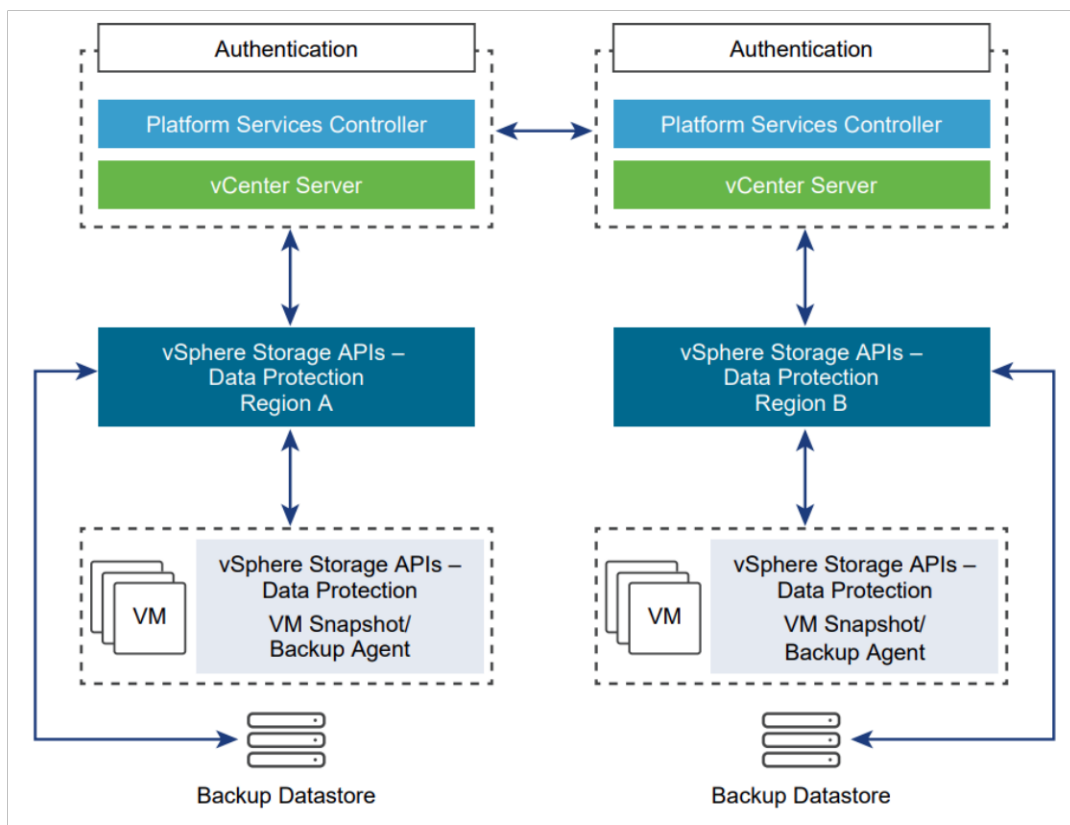 Authentication
Platform Services Controller
vCenter Server
vSphere Storage APIs –
Data Protection
Region A
VM
vSphere Storage APIs –
Data Protection
VM Snapshot/
Backup Agent
Backup Datastore
Authentication
Platform Services Controller
vCenter Server
vSphere Storage APIs –
Data Protection
Region B
VM
vSphere Storage APIs –
Data Protection
VM Snapshot/
Backup Agent
Backup Datastore